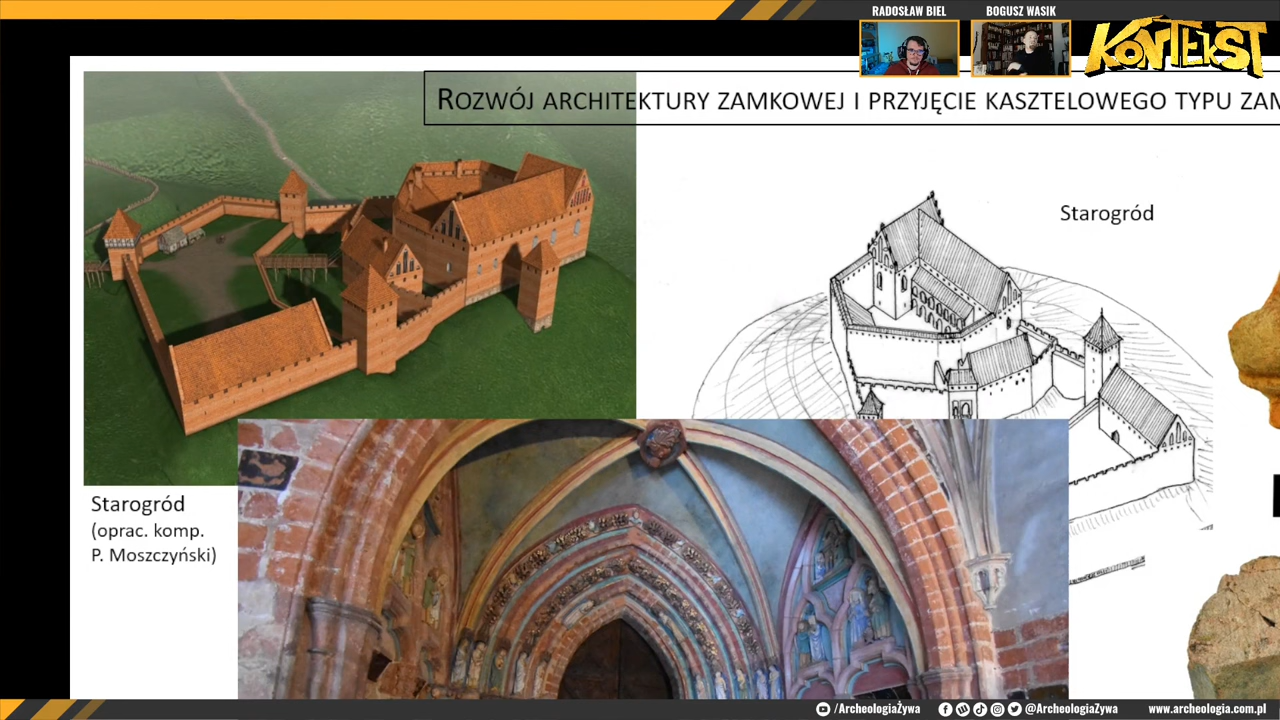 RADOSŁAW BIEL
BOGUSZ WASIK
KONTEKST
ROZWÓJ ARCHITEKTURY ZAMKOWEJ I PRZYJĘCIE KASZTELOWEGO TYPU ZAM
Starogród
Starogród
(oprac. komp.
P. Moszczyński)
/ArcheologiaŻywa
@ArcheologiaŻywa
www.archeologia.com.pl